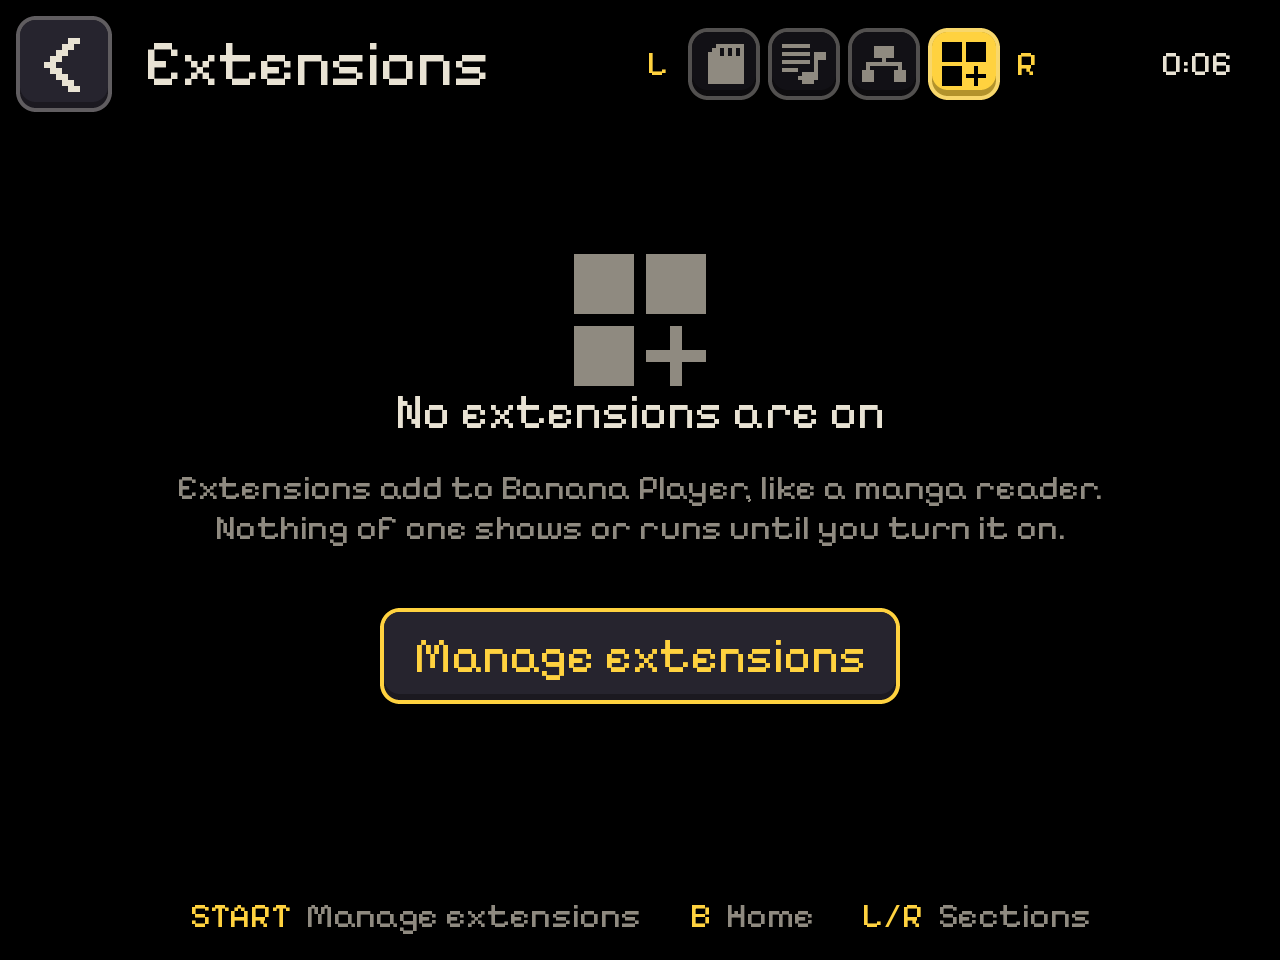 Extensions
L
R
0:06
No extensions are on
Extensions add to Banana Player, like a manga reader.
Nothing of one shows or runs until you turn it on.
Manage extensions
START Manage extensions B Home L/R Sections